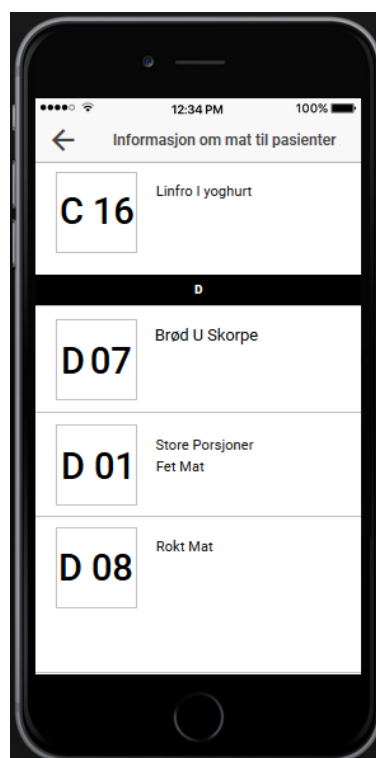 12:34 PM
100%
Informasjon om mat til pasienter
C 16
Linfro I yoghurt
D
D 07
Brød U Skorpe
D 01
Store Porsjoner
Fet Mat
D 08
Rokt Mat